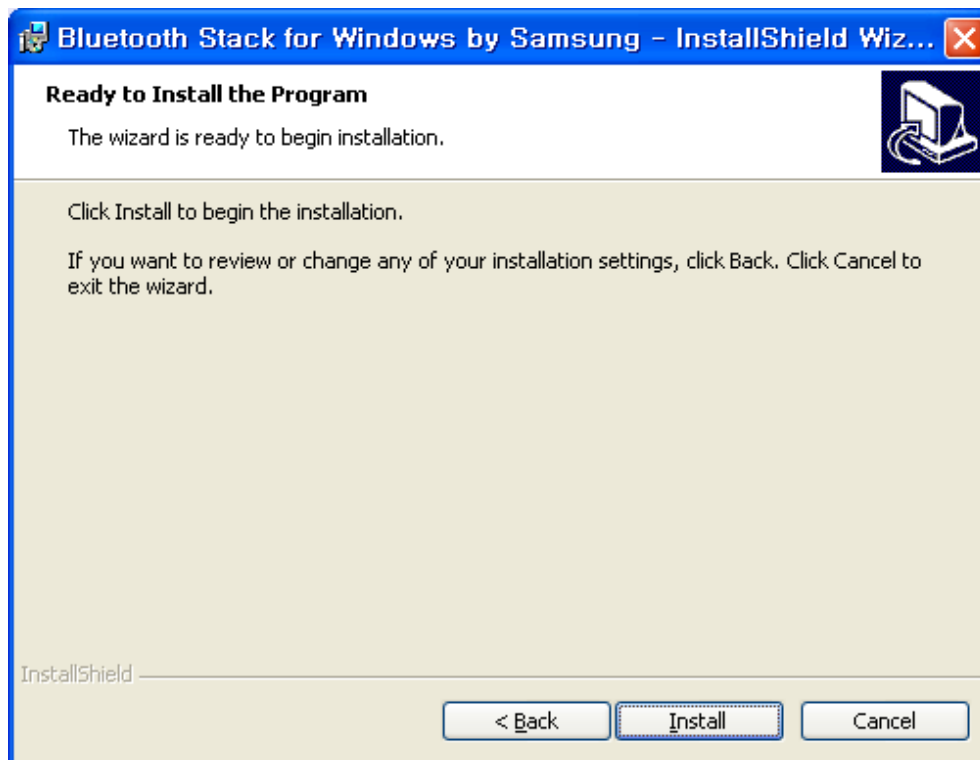 Bluetooth Stack for Windows by Samsung - InstallShield Wiz...
Ready to Install the Program
The wizard is ready to begin installation.
Click Install to begin the installation.
If you want to review or change any of your installation settings, click Back. Click Cancel to
exit the wizard.
InstallShield
< Back
Install
Cancel